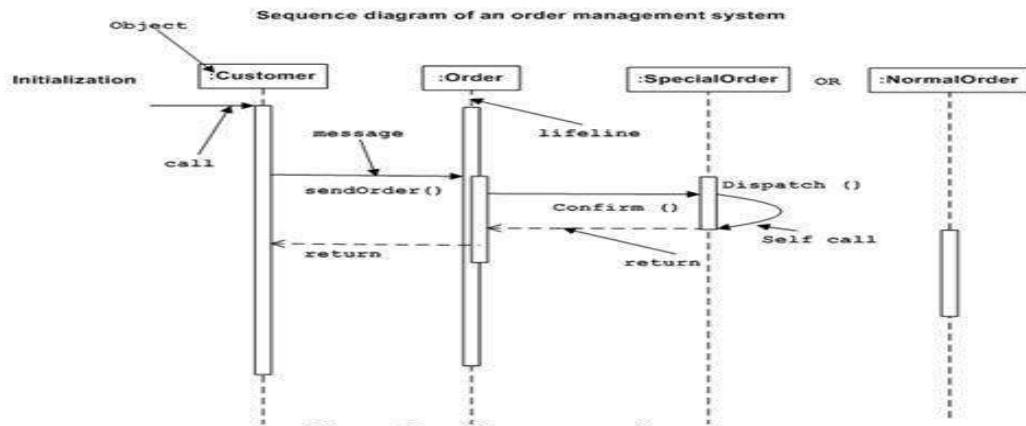 Sequence diagram of an order management system
Object
Initialization
:Customer
:Order
:SpecialOrder
OR
:NormalOrder
message
lifeline
call
sendOrder()
Dispatch ()
Confirm ()
Self call
return
return